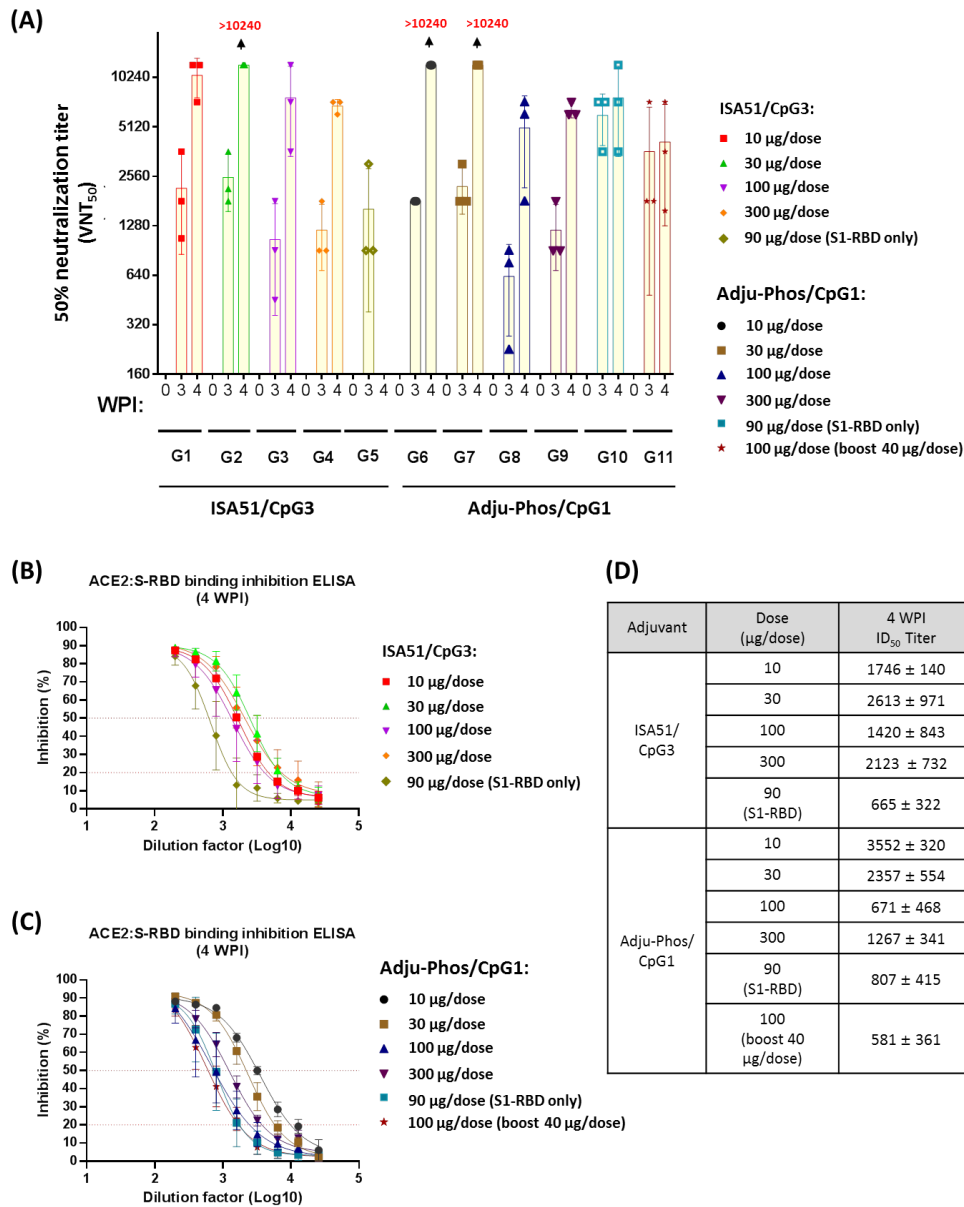 (A)
>10240
>10240
>10240
50% neutralization titer
(VNT50)
10240
5120
2560
1280
640
320
160
0 3 4 0 3 4 0 3 4 0 3 4 0 3 4 0 3 4 0 3 4 0 3 4 0 3 4 0 3 4 0 3 4
WPI:
G1 G2 G3 G4 G5 G6 G7 G8 G9 G10 G11
ISA51/CpG3
Adju-Phos/CpG1
ISA51/CpG3:
10 µg/dose
30 µg/dose
100 µg/dose
300 µg/dose
90 µg/dose (S1-RBD only)
Adju-Phos/CpG1:
10 µg/dose
30 µg/dose
100 µg/dose
300 µg/dose
90 µg/dose (S1-RBD only)
100 µg/dose (boost 40 µg/dose)
(B)
ACE2:S-RBD binding inhibition ELISA
(4 WPI)
Inhibition (%)
100
90
80
70
60
50
40
30
20
10
0
1 2 3 4 5
Dilution factor (Log10)
ISA51/CpG3:
10 µg/dose
30 µg/dose
100 µg/dose
300 µg/dose
90 µg/dose (S1-RBD only)
(C)
ACE2:S-RBD binding inhibition ELISA
(4 WPI)
Inhibition (%)
100
90
80
70
60
50
40
30
20
10
0
1 2 3 4 5
Dilution factor (Log10)
Adju-Phos/CpG1:
10 µg/dose
30 µg/dose
100 µg/dose
300 µg/dose
90 µg/dose (S1-RBD only)
100 µg/dose (boost 40 µg/dose)
(D)
Adjuvant
Dose
(µg/dose)
4 WPI
ID50 Titer
ISA51/
CpG3
10
1746 ± 140
30
2613 ± 971
100
1420 ± 843
300
2123 ± 732
90
(S1-RBD)
665 ± 322
Adju-Phos/
CpG1
10
3552 ± 320
30
2357 ± 554
100
671 ± 468
300
1267 ± 341
90
(S1-RBD)
807 ± 415
100
(boost 40
µg/dose)
581 ± 361